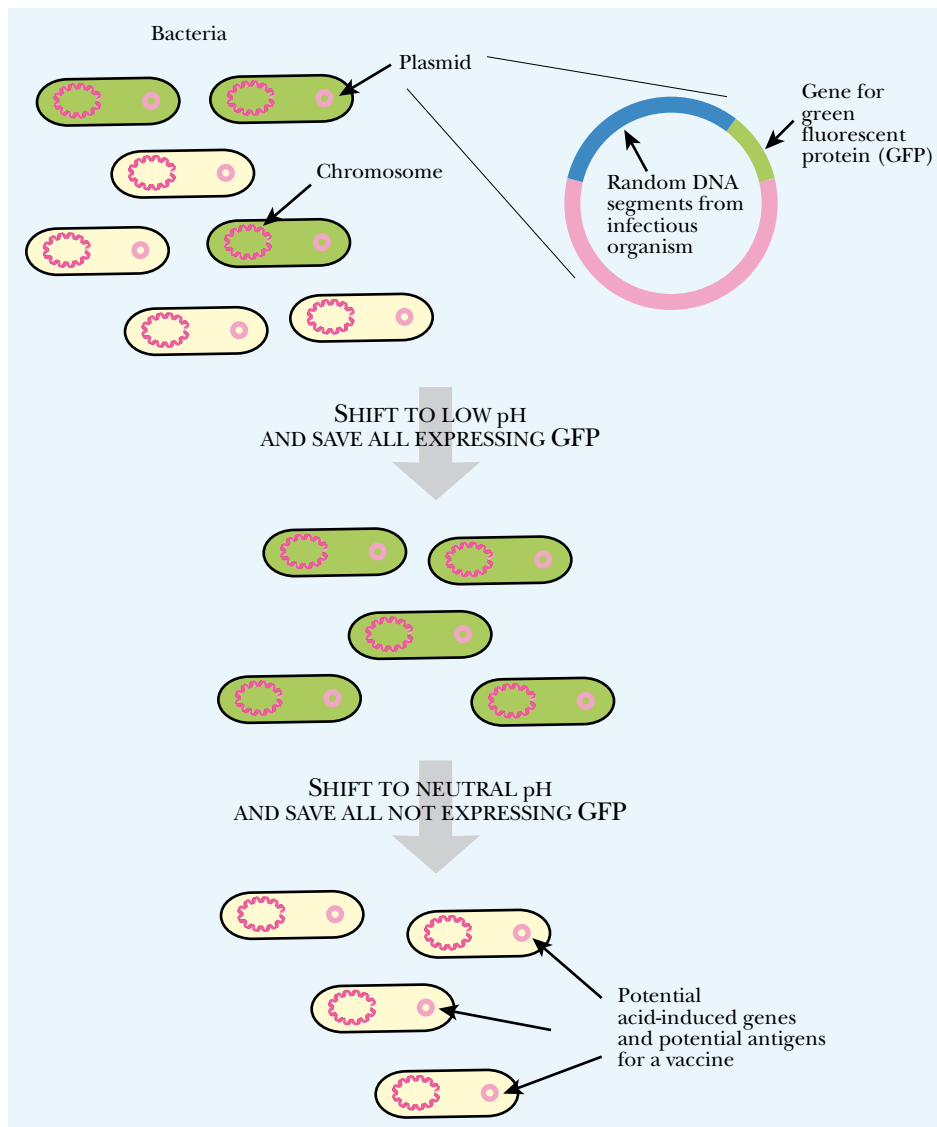 Bacteria
Plasmid
Gene for
green
fluorescent
protein (GFP)
Random DNA
segments from
infectious
organism
Chromosome
SHIFT TO LOW pH
AND SAVE ALL EXPRESSING GFP
SHIFT TO NEUTRAL pH
AND SAVE ALL NOT EXPRESSING GFP
Potential
acid-induced genes
and potential antigens
for a vaccine